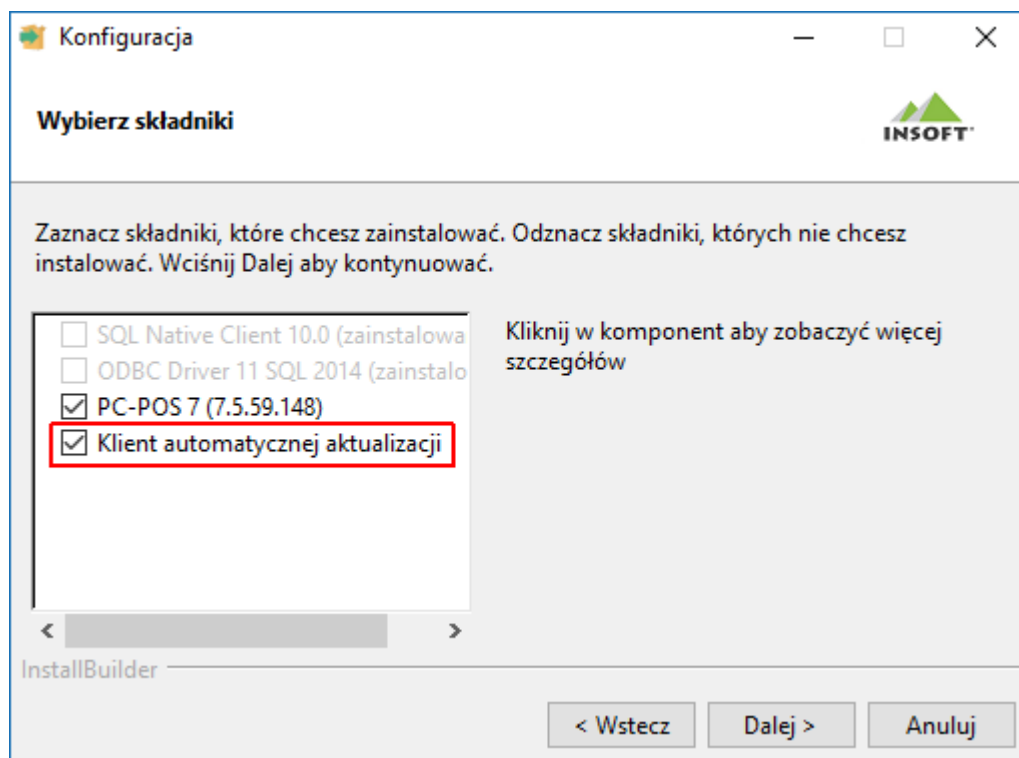 Konfiguracja
Wybierz składniki
INSOFT
Zaznacz składniki, które chcesz zainstalować. Odznacz składniki, których nie chcesz
instalować. Wciśnij Dalej aby kontynuować.
SQL Native Client 10.0 (zainstalowa
ODBC Driver 11 SQL 2014 (zainstalo
PC-POS 7 (7.5.59.148)
Klient automatycznej aktualizacji
Kliknij w komponent aby zobaczyć więcej
szczegółów
InstallBuilder
< Wstecz
Dalej >
Anuluj